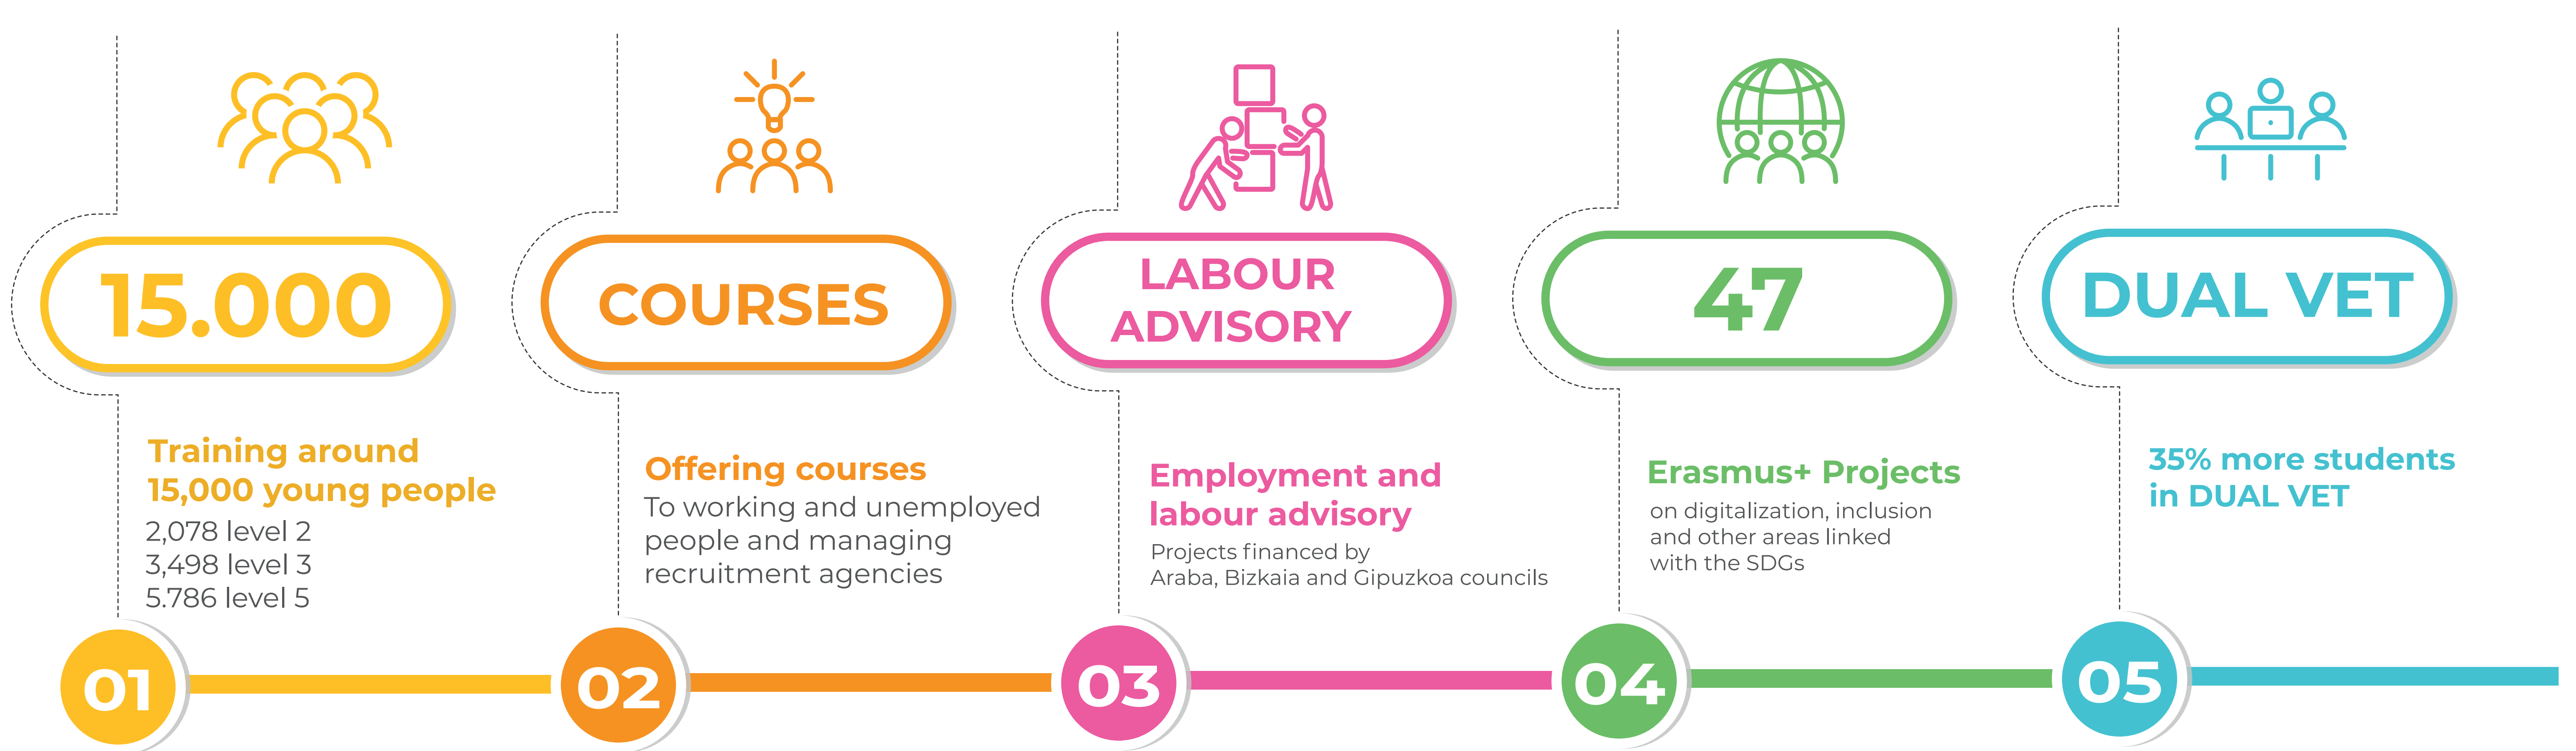 15.000
Training around
15,000 young people
2,078 level 2
3,498 level 3
5.786 level 5
01
COURSES
Offering courses
To working and unemployed
people and managing
recruitment agencies
02
LABOUR
ADVISORY
Employment and
labour advisory
Projects financed by
Araba, Bizkaia and Gipuzkoa councils
03
47
Erasmus+ Projects
on digitalization, inclusion
and other areas linked
with the SDGs
04
DUAL VET
35% more students
in DUAL VET
05